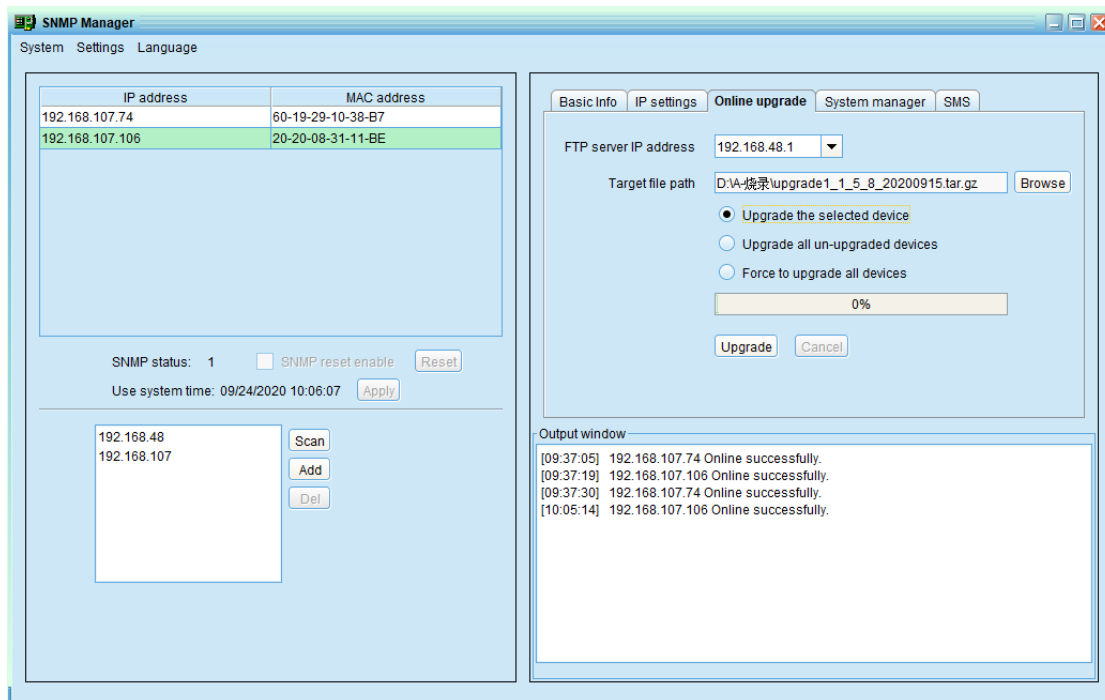 SNMP Manager
System Settings Language
IP address MAC address
192.168.107.74 60-19-29-10-38-B7
192.168.107.106 20-20-08-31-11-BE
SNMP status: 1 SNMP reset enable Reset
Use system time: 09/24/2020 10:06:07 Apply
192.168.48
192.168.107
Scan
Add
Del
Basic Info IP settings Online upgrade System manager SMS
FTP server IP address 192.168.48.1
Target file path D:\A-烧录\upgrade1_1_5_8_20200915.tar.gz Browse
Upgrade the selected device
Upgrade all un-upgraded devices
Force to upgrade all devices
0%
Upgrade Cancel
Output window
[09:37:05] 192.168.107.74 Online successfully.
[09:37:19] 192.168.107.106 Online successfully.
[09:37:30] 192.168.107.74 Online successfully.
[10:05:14] 192.168.107.106 Online successfully.